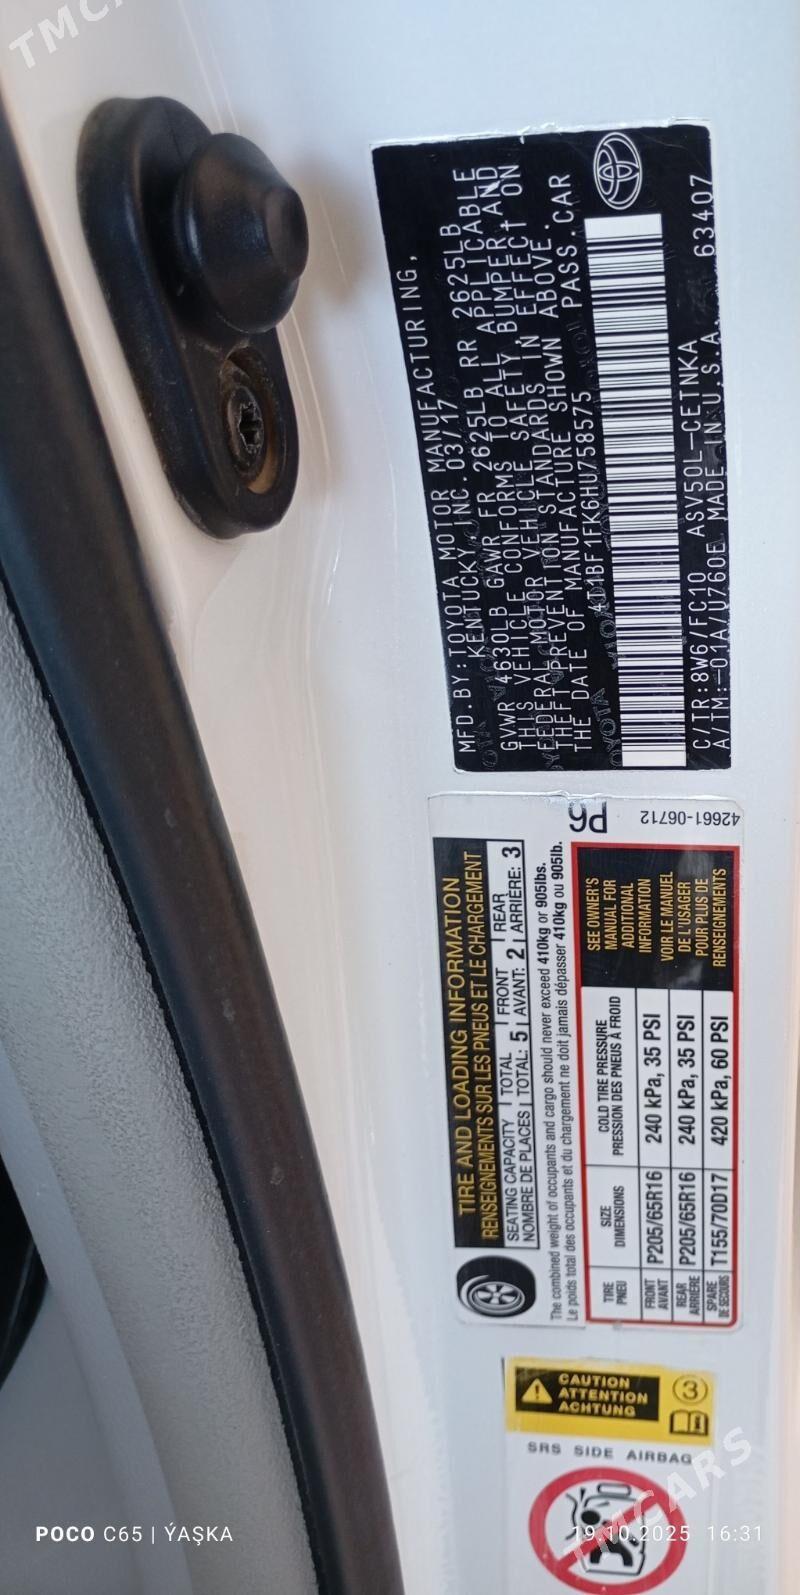 TMCARS
MFD.BY:TOYOTA MOTOR MANUFACTURING,
KENTUCKY,INC.03/17
GVWR 4630LB GAWR FR 2625LB RR 2625LB
THIS VEHICLE CONFORMS TO ALL APPLICABLE
FEDERAL MOTOR VEHICLE SAFETY,BUMPER,AND
THEFT PREVENTION STANDARDS IN EFFECT ON
THE DATE OF MANUFACTURE SHOWN ABOVE.
4T1BF1FK6HU758575 PASS.CAR
C/TR:8W6/FC10 ASV50L-CETNKA
A/TM:-01A/U760E MADE IN U.S.A. 63407
P6
42661-06712
TIRE AND LOADING INFORMATION
RENSEIGNEMENTS SUR LES PNEUS ET LE CHARGEMENT
SEATING CAPACITY TOTAL FRONT REAR
NOMBRE DE PLACES TOTAL: 5 AVANT: 2 ARRIÈRE: 3
The combined weight of occupants and cargo should never exceed 410kg or 905lbs.
Le poids total des occupants et du chargement ne doit jamais dépasser 410kg ou 905lb.
TIRE SIZE COLD TIRE PRESSURE
PNEU DIMENSIONS PRESSION DES PNEUS À FROID
FRONT AVANT P205/65R16 240 kPa, 35 PSI
REAR ARRIÈRE P205/65R16 240 kPa, 35 PSI
SPARE DE SECOURS T155/70D17 420 kPa, 60 PSI
SEE OWNER'S
MANUAL FOR
ADDITIONAL
INFORMATION
VOIR LE MANUEL
DE L'USAGER
POUR PLUS DE
RENSEIGNEMENTS
CAUTION
ATTENTION
ACHTUNG
3
SRS SIDE AIRBAG
TMCARS
POCO C65 | ÝAŞKA
19.10.2025 16:31